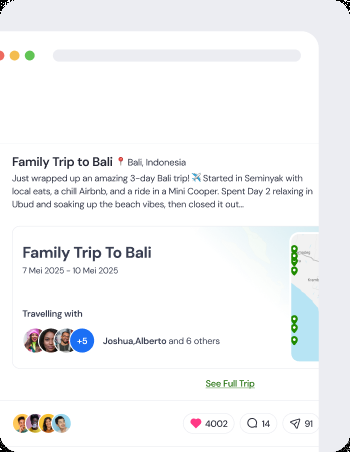 Family Trip to Bali 📍 Bali, Indonesia
Just wrapped up an amazing 3-day Bali trip! ✈️ Started in Seminyak with
local eats, a chill Airbnb, and a ride in a Mini Cooper. Spent Day 2 relaxing in
Ubud and soaking up the beach vibes, then closed it out...
Family Trip To Bali
7 Mei 2025 - 10 Mei 2025
Travelling with
+5 Joshua,Alberto and 6 others
See Full Trip
4002 14 91